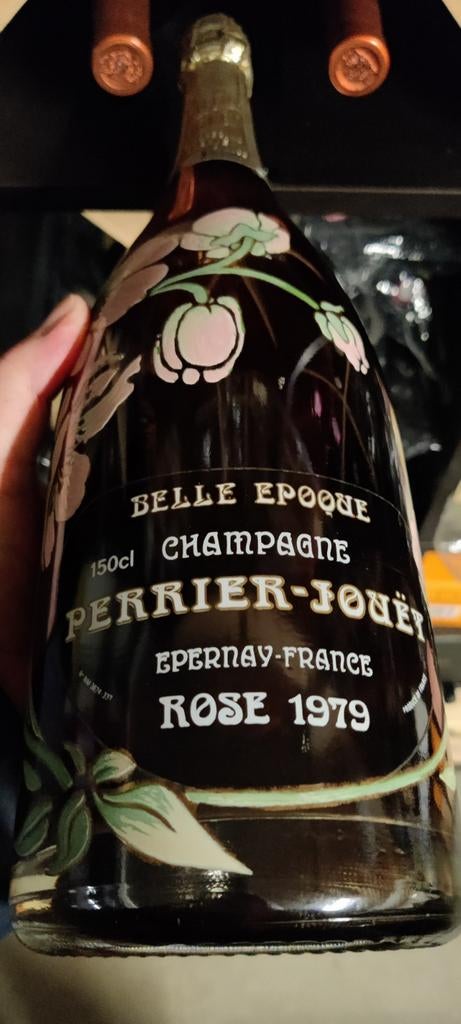 BELLE EPOQUE
150cl CHAMPAGNE
PERRIER-JOUËT
EPERNAY-FRANCE
ROSE 1979